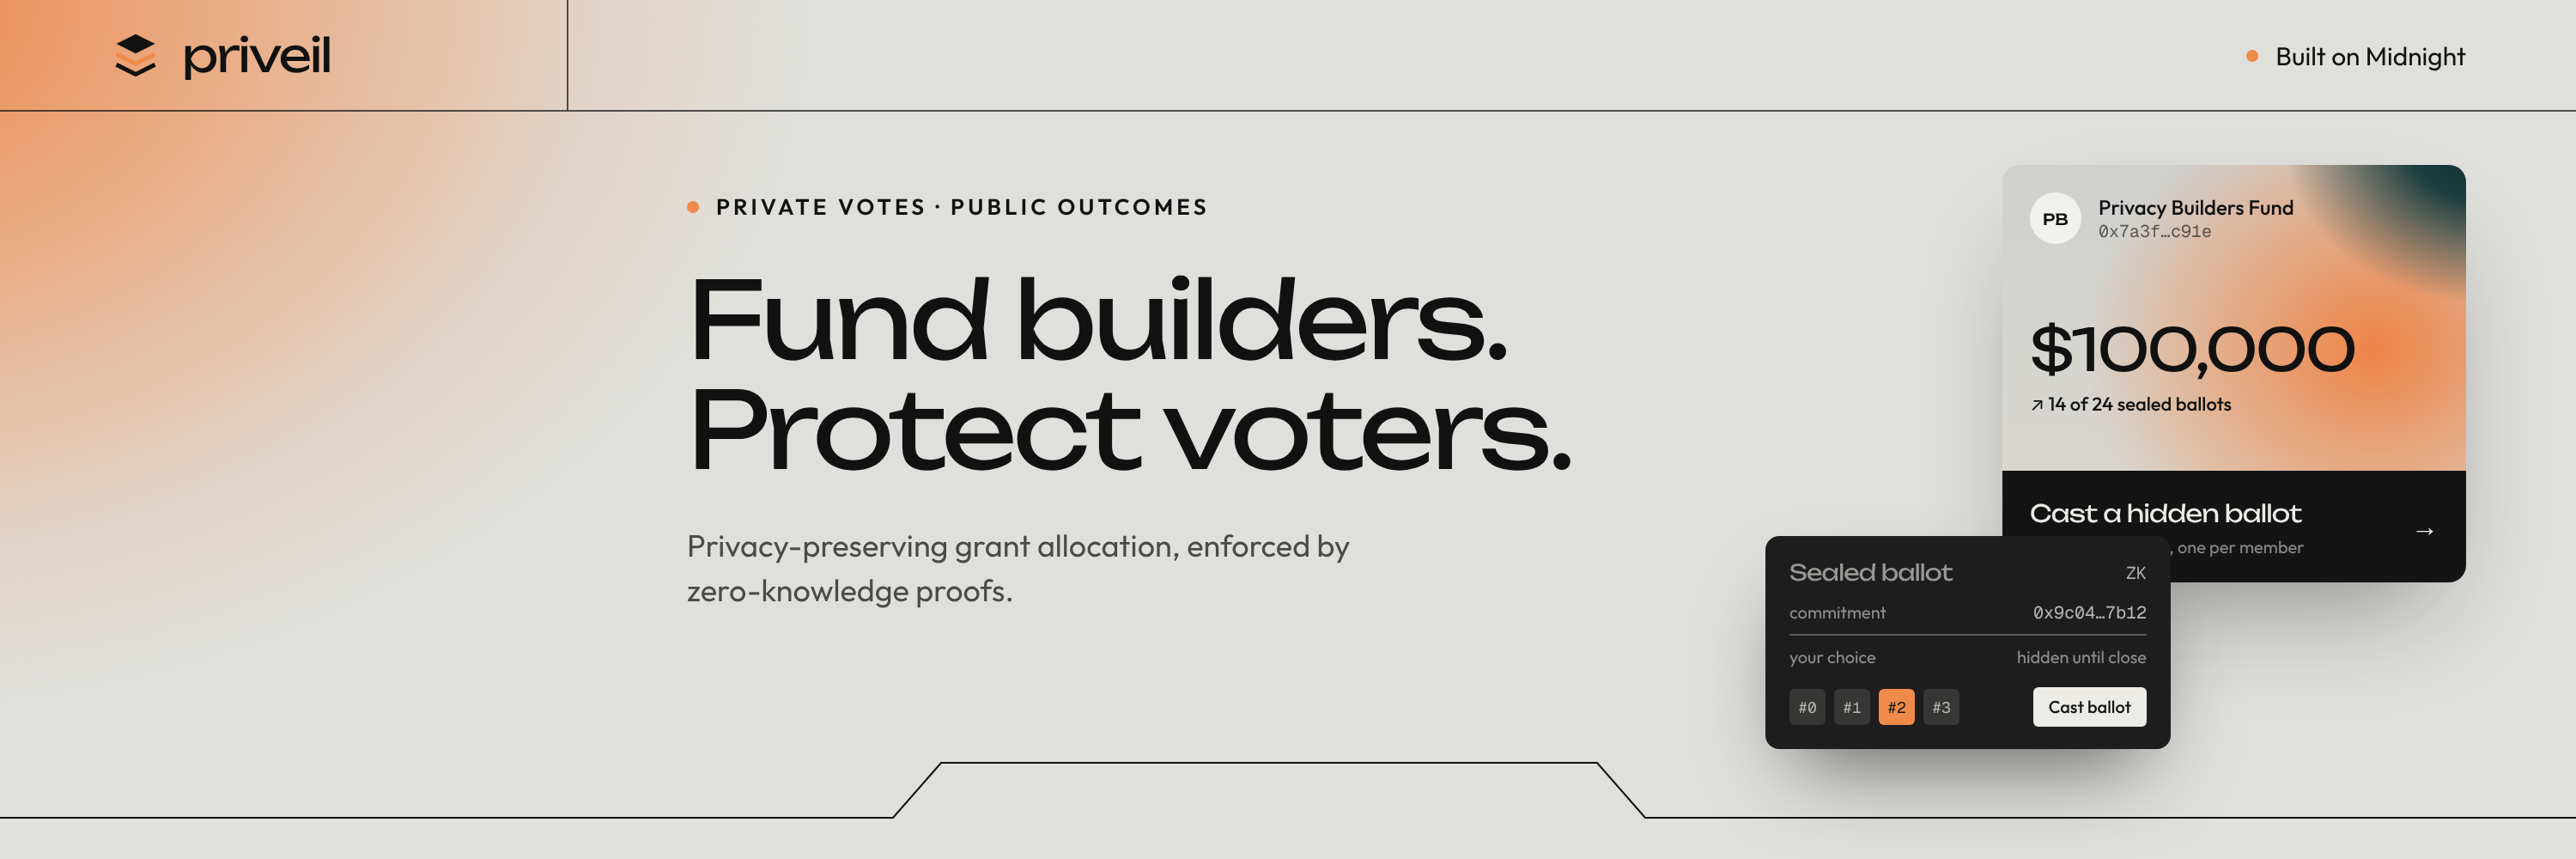 priveil
Built on Midnight
PRIVATE VOTES · PUBLIC OUTCOMES
Fund builders.
Protect voters.
Privacy-preserving grant allocation, enforced by
zero-knowledge proofs.
PB
Privacy Builders Fund
0x7a3f…c91e
$100,000
↗ 14 of 24 sealed ballots
Cast a hidden ballot
→
, one per member
Sealed ballot
ZK
commitment
0x9c04…7b12
your choice
hidden until close
#0 #1 #2 #3
Cast ballot